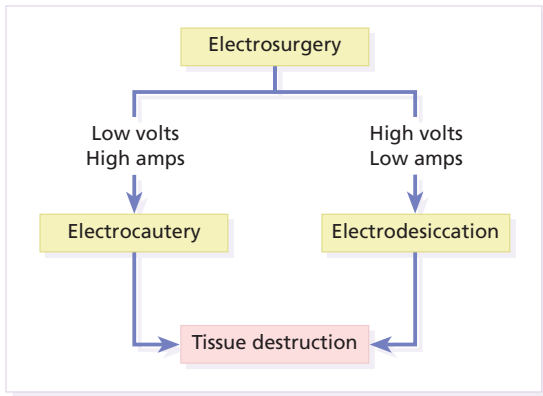 Electrosurgery
Low volts
High amps
High volts
Low amps
Electrocautery
Electrodesiccation
Tissue destruction